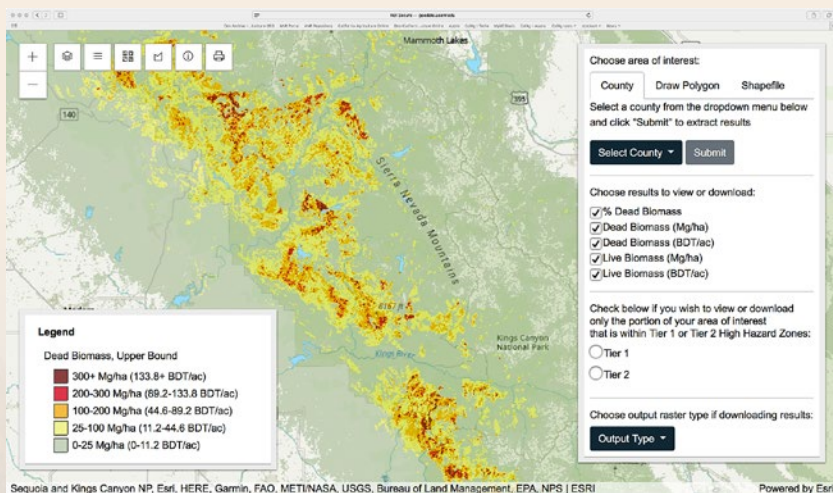 Mammoth Lakes
140
395
Sierra Nevada Mountains
8167 ft
Kings Canyon
National Park
Kings River
Choose area of interest:
County Draw Polygon Shapefile
Select a county from the dropdown menu below
and click "Submit" to extract results
Select County Submit
Choose results to view or download:
% Dead Biomass
Dead Biomass (Mg/ha)
Dead Biomass (BDT/ac)
Live Biomass (Mg/ha)
Live Biomass (BDT/ac)
Check below if you wish to view or download
only the portion of your area of interest
that is within Tier 1 or Tier 2 High Hazard Zones:
Tier 1
Tier 2
Choose output raster type if downloading results:
Output Type
Legend
Dead Biomass, Upper Bound
300+ Mg/ha (133.8+ BDT/ac)
200-300 Mg/ha (89.2-133.8 BDT/ac)
100-200 Mg/ha (44.6-89.2 BDT/ac)
25-100 Mg/ha (11.2-44.6 BDT/ac)
0-25 Mg/ha (0-11.2 BDT/ac)
Sequoia and Kings Canyon NP, Esri, HERE, Garmin, FAO, METI/NASA, USGS, Bureau of Land Management, EPA, NPS | ESRI
Powered by Esri